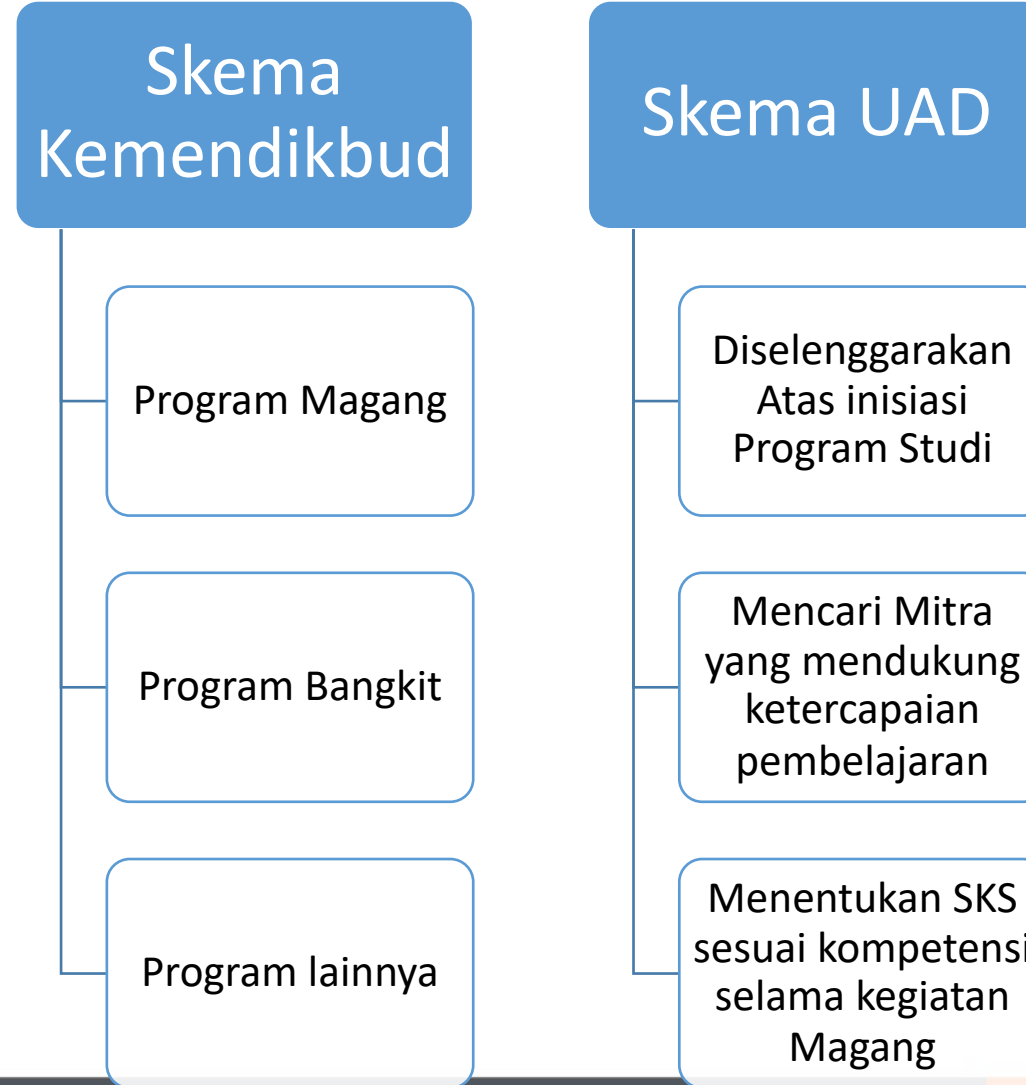 Skema
Kemendikbud
Program Magang
Program Bangkit
Program lainnya
Skema UAD
Diselenggarakan
Atas inisiasi
Program Studi
Mencari Mitra
yang mendukung
ketercapaian
pembelajaran
Menentukan SKS
sesuai kompetensi
selama kegiatan
Magang